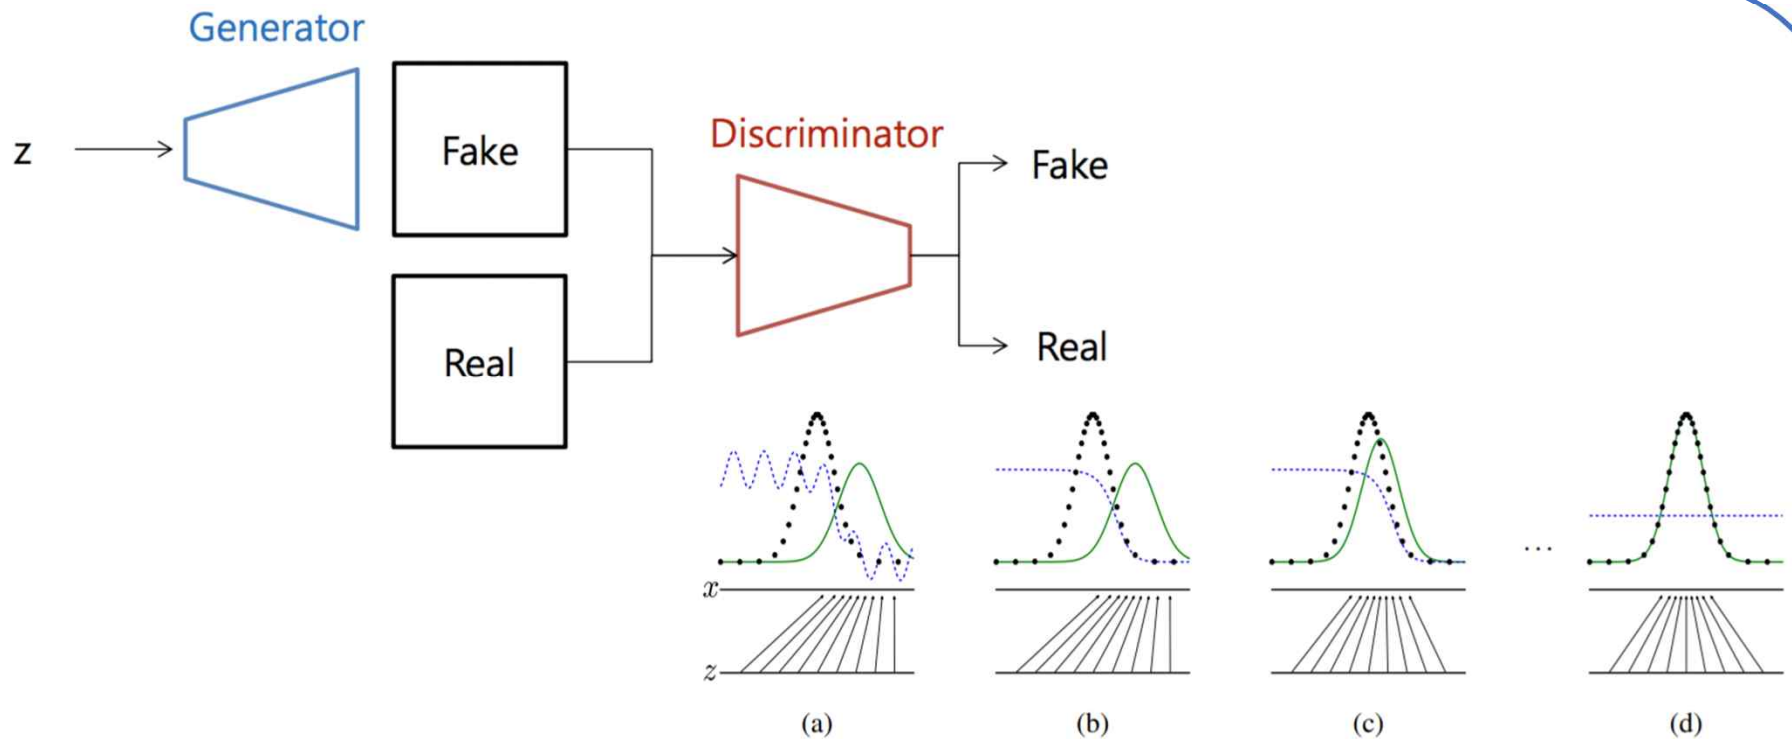 Generator
z
Fake
Discriminator
Fake
Real
Real
x
z
...
(a)
(b)
(c)
(d)